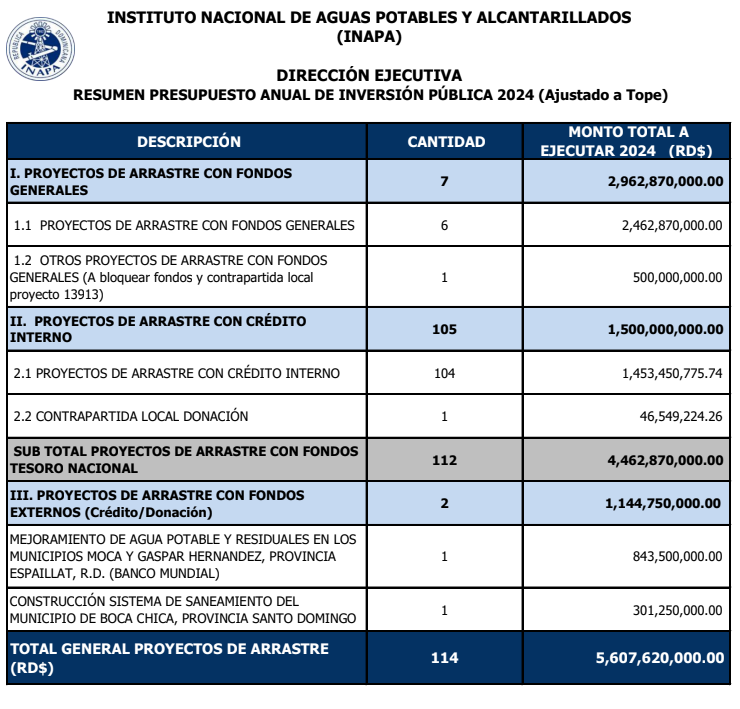 INSTITUTO NACIONAL DE AGUAS POTABLES Y ALCANTARILLADOS
(INAPA)
REPÚBLICA DOMINICANA
INAPA
DIRECCIÓN EJECUTIVA
RESUMEN PRESUPUESTO ANUAL DE INVERSIÓN PÚBLICA 2024 (Ajustado a Tope)
DESCRIPCIÓN CANTIDAD MONTO TOTAL A
EJECUTAR 2024 (RD$)
I. PROYECTOS DE ARRASTRE CON FONDOS
GENERALES 7 2,962,870,000.00
1.1 PROYECTOS DE ARRASTRE CON FONDOS GENERALES 6 2,462,870,000.00
1.2 OTROS PROYECTOS DE ARRASTRE CON FONDOS
GENERALES (A bloquear fondos y contrapartida local
proyecto 13913) 1 500,000,000.00
II. PROYECTOS DE ARRASTRE CON CRÉDITO
INTERNO 105 1,500,000,000.00
2.1 PROYECTOS DE ARRASTRE CON CRÉDITO INTERNO 104 1,453,450,775.74
2.2 CONTRAPARTIDA LOCAL DONACIÓN 1 46,549,224.26
SUB TOTAL PROYECTOS DE ARRASTRE CON FONDOS
TESORO NACIONAL 112 4,462,870,000.00
III. PROYECTOS DE ARRASTRE CON FONDOS
EXTERNOS (Crédito/Donación) 2 1,144,750,000.00
MEJORAMIENTO DE AGUA POTABLE Y RESIDUALES EN LOS
MUNICIPIOS MOCA Y GASPAR HERNANDEZ, PROVINCIA
ESPAILLAT, R.D. (BANCO MUNDIAL) 1 843,500,000.00
CONSTRUCCIÓN SISTEMA DE SANEAMIENTO DEL
MUNICIPIO DE BOCA CHICA, PROVINCIA SANTO DOMINGO 1 301,250,000.00
TOTAL GENERAL PROYECTOS DE ARRASTRE
(RD$) 114 5,607,620,000.00